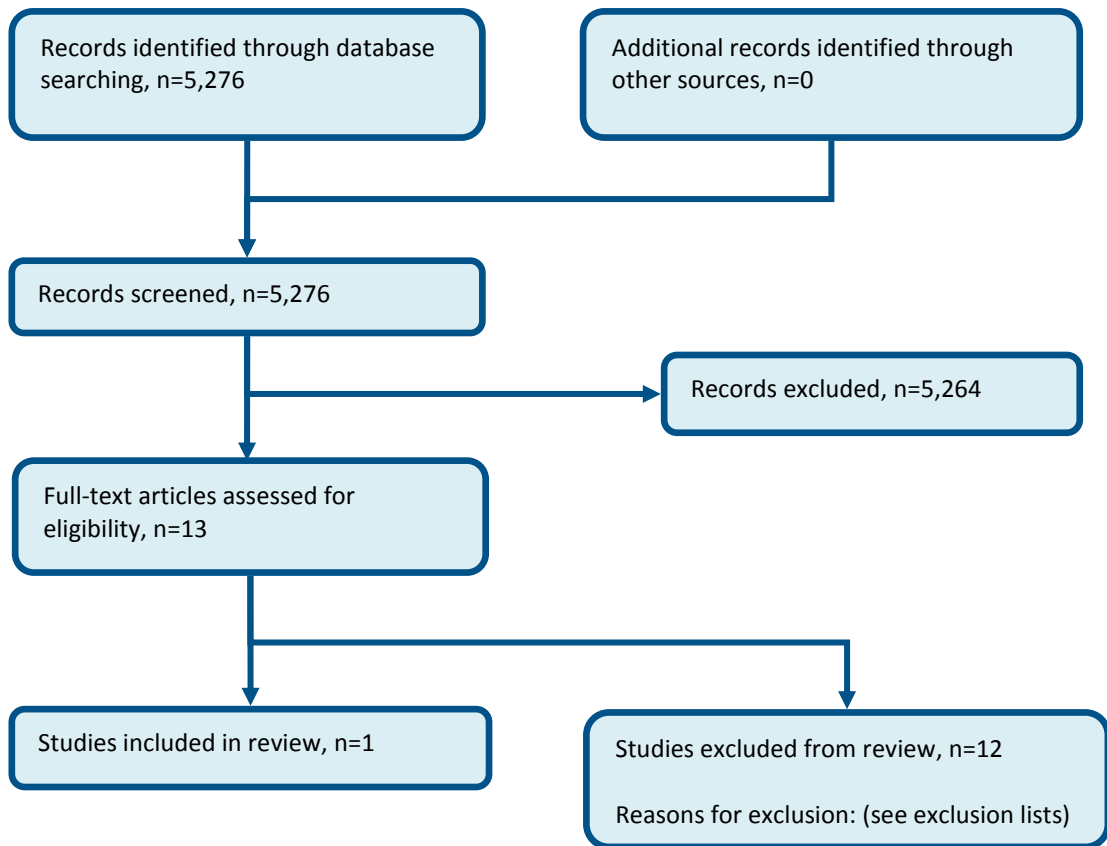 Records identified through database
searching, n=5,276
Additional records identified through
other sources, n=0
Records screened, n=5,276
Records excluded, n=5,264
Full-text articles assessed for
eligibility, n=13
Studies included in review, n=1
Studies excluded from review, n=12
Reasons for exclusion: (see exclusion lists)